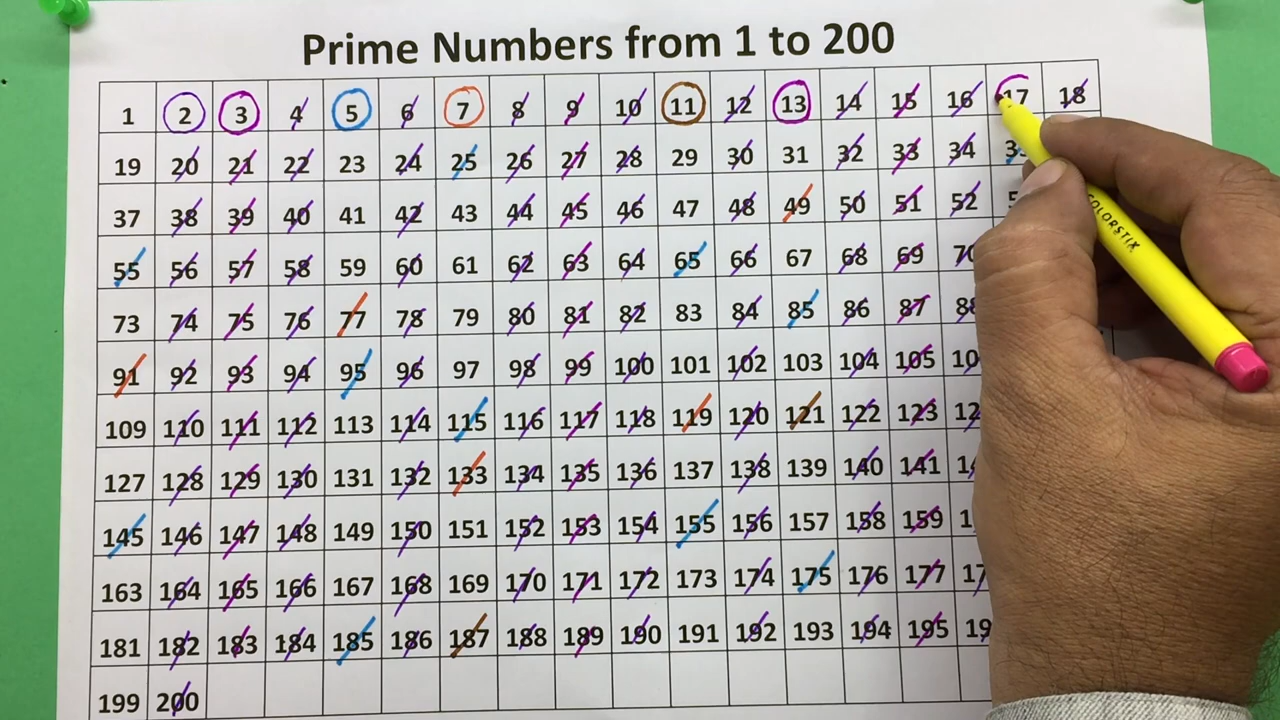 Prime Numbers from 1 to 200
1 2 3 4 5 6 7 8 9 10 11 12 13 14 15 16 17 18
19 20 21 22 23 24 25 26 27 28 29 30 31 32 33 34
37 38 39 40 41 42 43 44 45 46 47 48 49 50 51 52
55 56 57 58 59 60 61 62 63 64 65 66 67 68 69 70
73 74 75 76 77 78 79 80 81 82 83 84 85 86 87 88
91 92 93 94 95 96 97 98 99 100 101 102 103 104 105
109 110 111 112 113 114 115 116 117 118 119 120 121 122 123
127 128 129 130 131 132 133 134 135 136 137 138 139 140 141
145 146 147 148 149 150 151 152 153 154 155 156 157 158 159
163 164 165 166 167 168 169 170 171 172 173 174 175 176 177
181 182 183 184 185 186 187 188 189 190 191 192 193 194 195
199 200
COLORSTIX